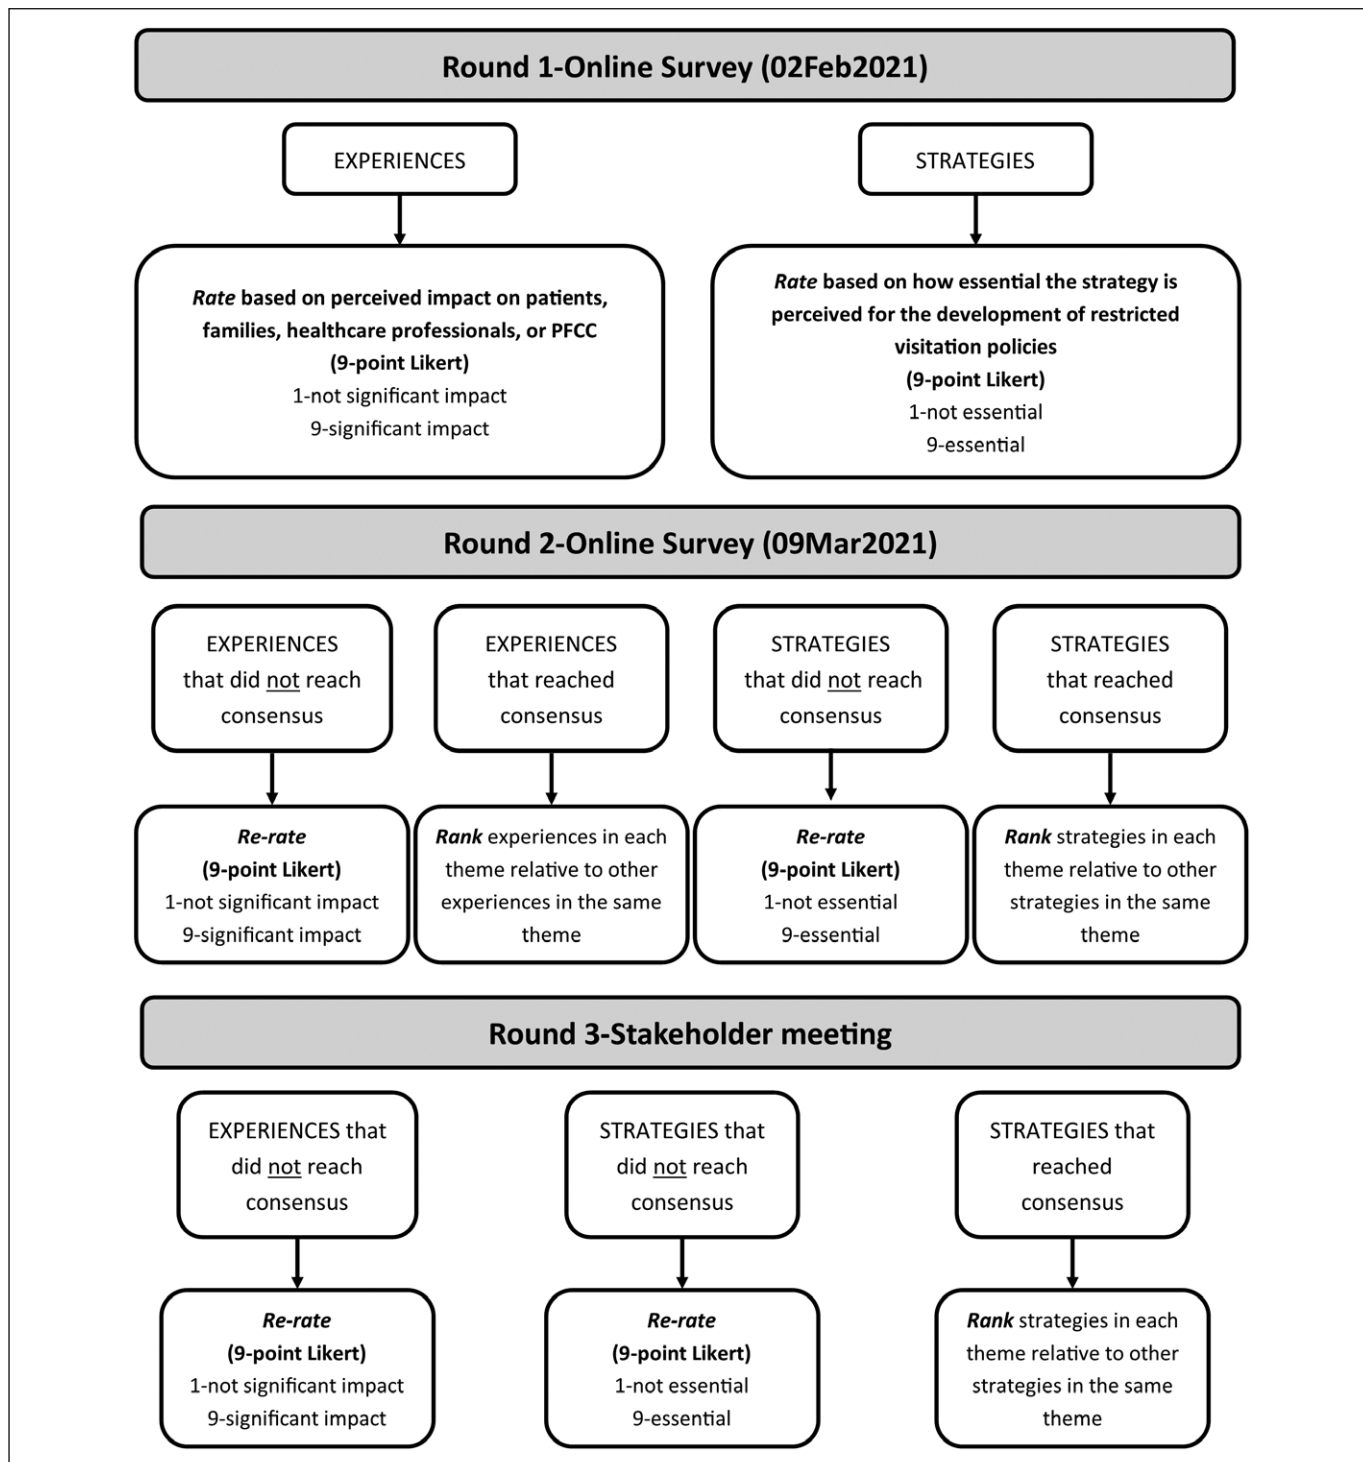 Round 1-Online Survey (02Feb2021)
EXPERIENCES
Rate based on perceived impact on patients,
families, healthcare professionals, or PFCC
(9-point Likert)
1-not significant impact
9-significant impact
STRATEGIES
Rate based on how essential the strategy is
perceived for the development of restricted
visitation policies
(9-point Likert)
1-not essential
9-essential
Round 2-Online Survey (09Mar2021)
EXPERIENCES
that did not reach
consensus
Re-rate
(9-point Likert)
1-not significant impact
9-significant impact
EXPERIENCES
that reached
consensus
Rank experiences in each
theme relative to other
experiences in the same
theme
STRATEGIES
that did not reach
consensus
Re-rate
(9-point Likert)
1-not essential
9-essential
STRATEGIES
that reached
consensus
Rank strategies in each
theme relative to other
strategies in the same
theme
Round 3-Stakeholder meeting
EXPERIENCES that
did not reach
consensus
Re-rate
(9-point Likert)
1-not significant impact
9-significant impact
STRATEGIES that
did not reach
consensus
Re-rate
(9-point Likert)
1-not essential
9-essential
STRATEGIES that
reached
consensus
Rank strategies in each
theme relative to other
strategies in the same
theme